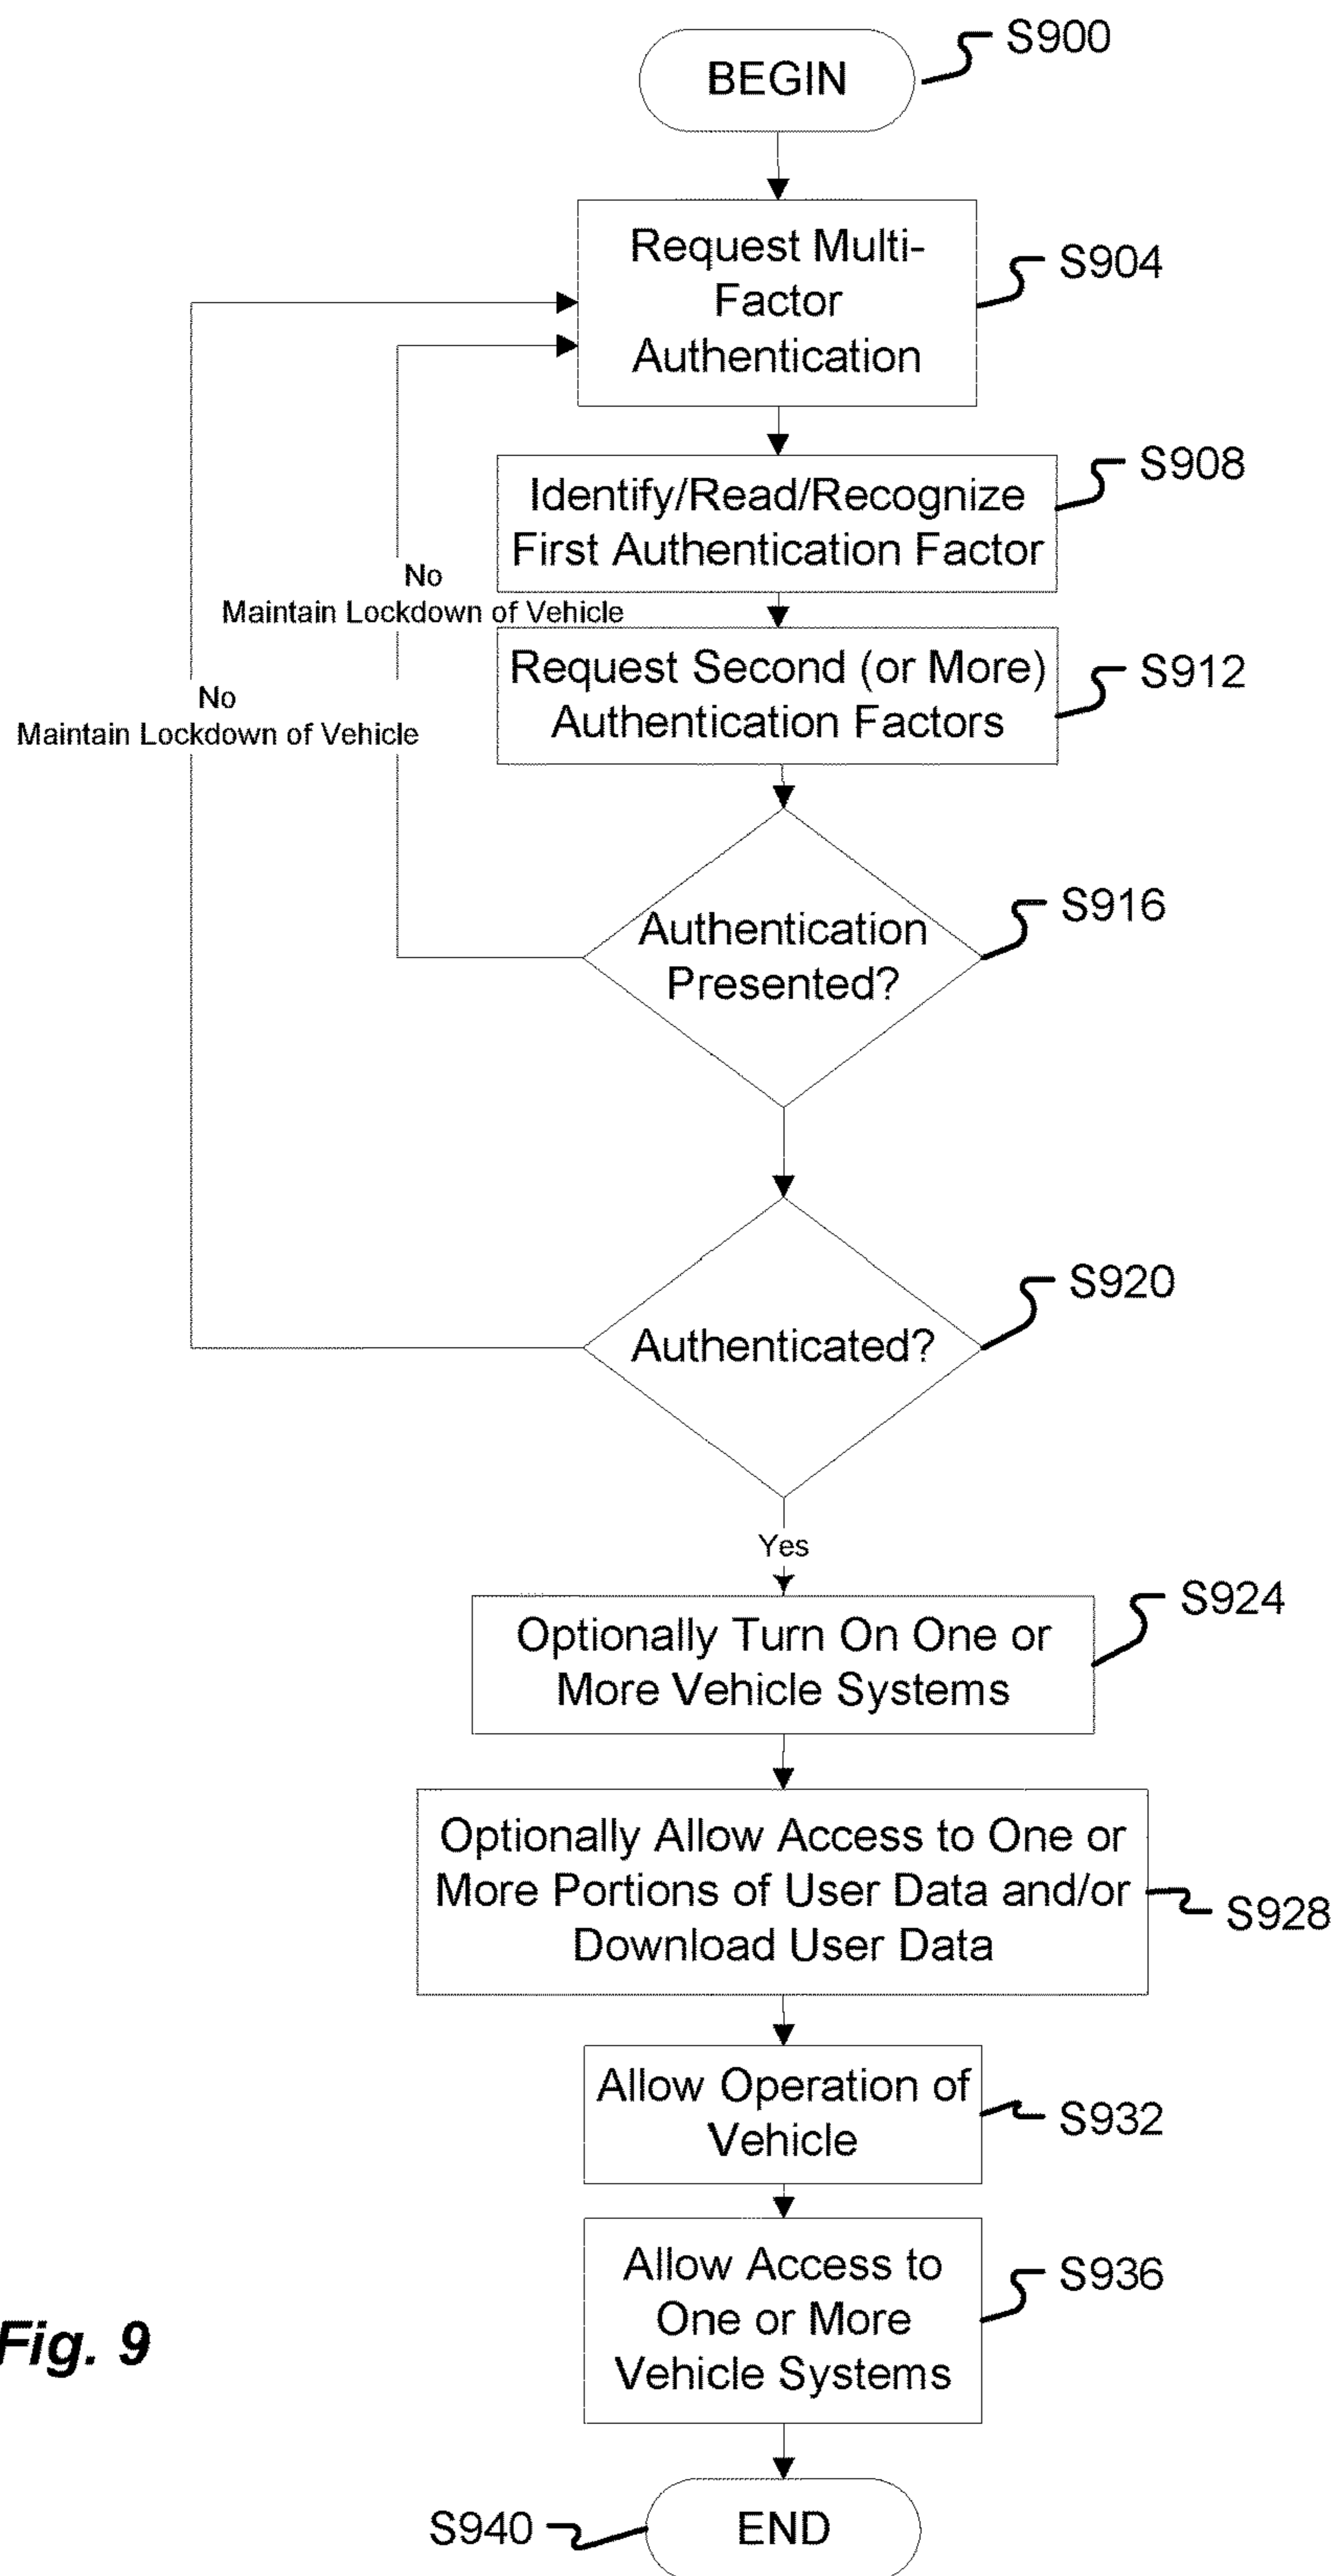 BEGIN
S900
Request Multi-
Factor
Authentication
S904
Identify/Read/Recognize
First Authentication Factor
S908
No
Maintain Lockdown of Vehicle
Request Second (or More)
Authentication Factors
S912
No
Maintain Lockdown of Vehicle
Authentication
Presented?
S916
Authenticated?
S920
Yes
Optionally Turn On One or
More Vehicle Systems
S924
Optionally Allow Access to One or
More Portions of User Data and/or
Download User Data
S928
Allow Operation of
Vehicle
S932
Allow Access to
One or More
Vehicle Systems
S936
Fig. 9
S940
END